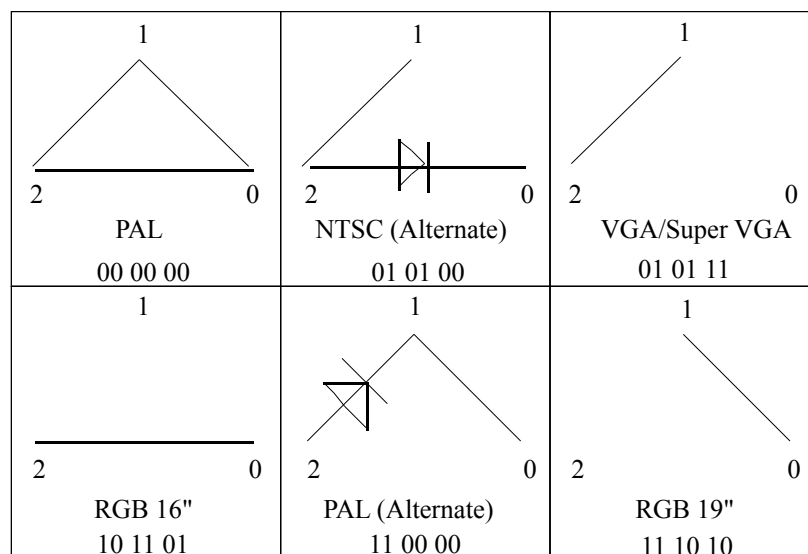 1
2 0
PAL
00 00 00
1
2 0
NTSC (Alternate)
01 01 00
1
2 0
VGA/Super VGA
01 01 11
1
2 0
RGB 16"
10 11 01
1
2 0
PAL (Alternate)
11 00 00
1
2 0
RGB 19"
11 10 10